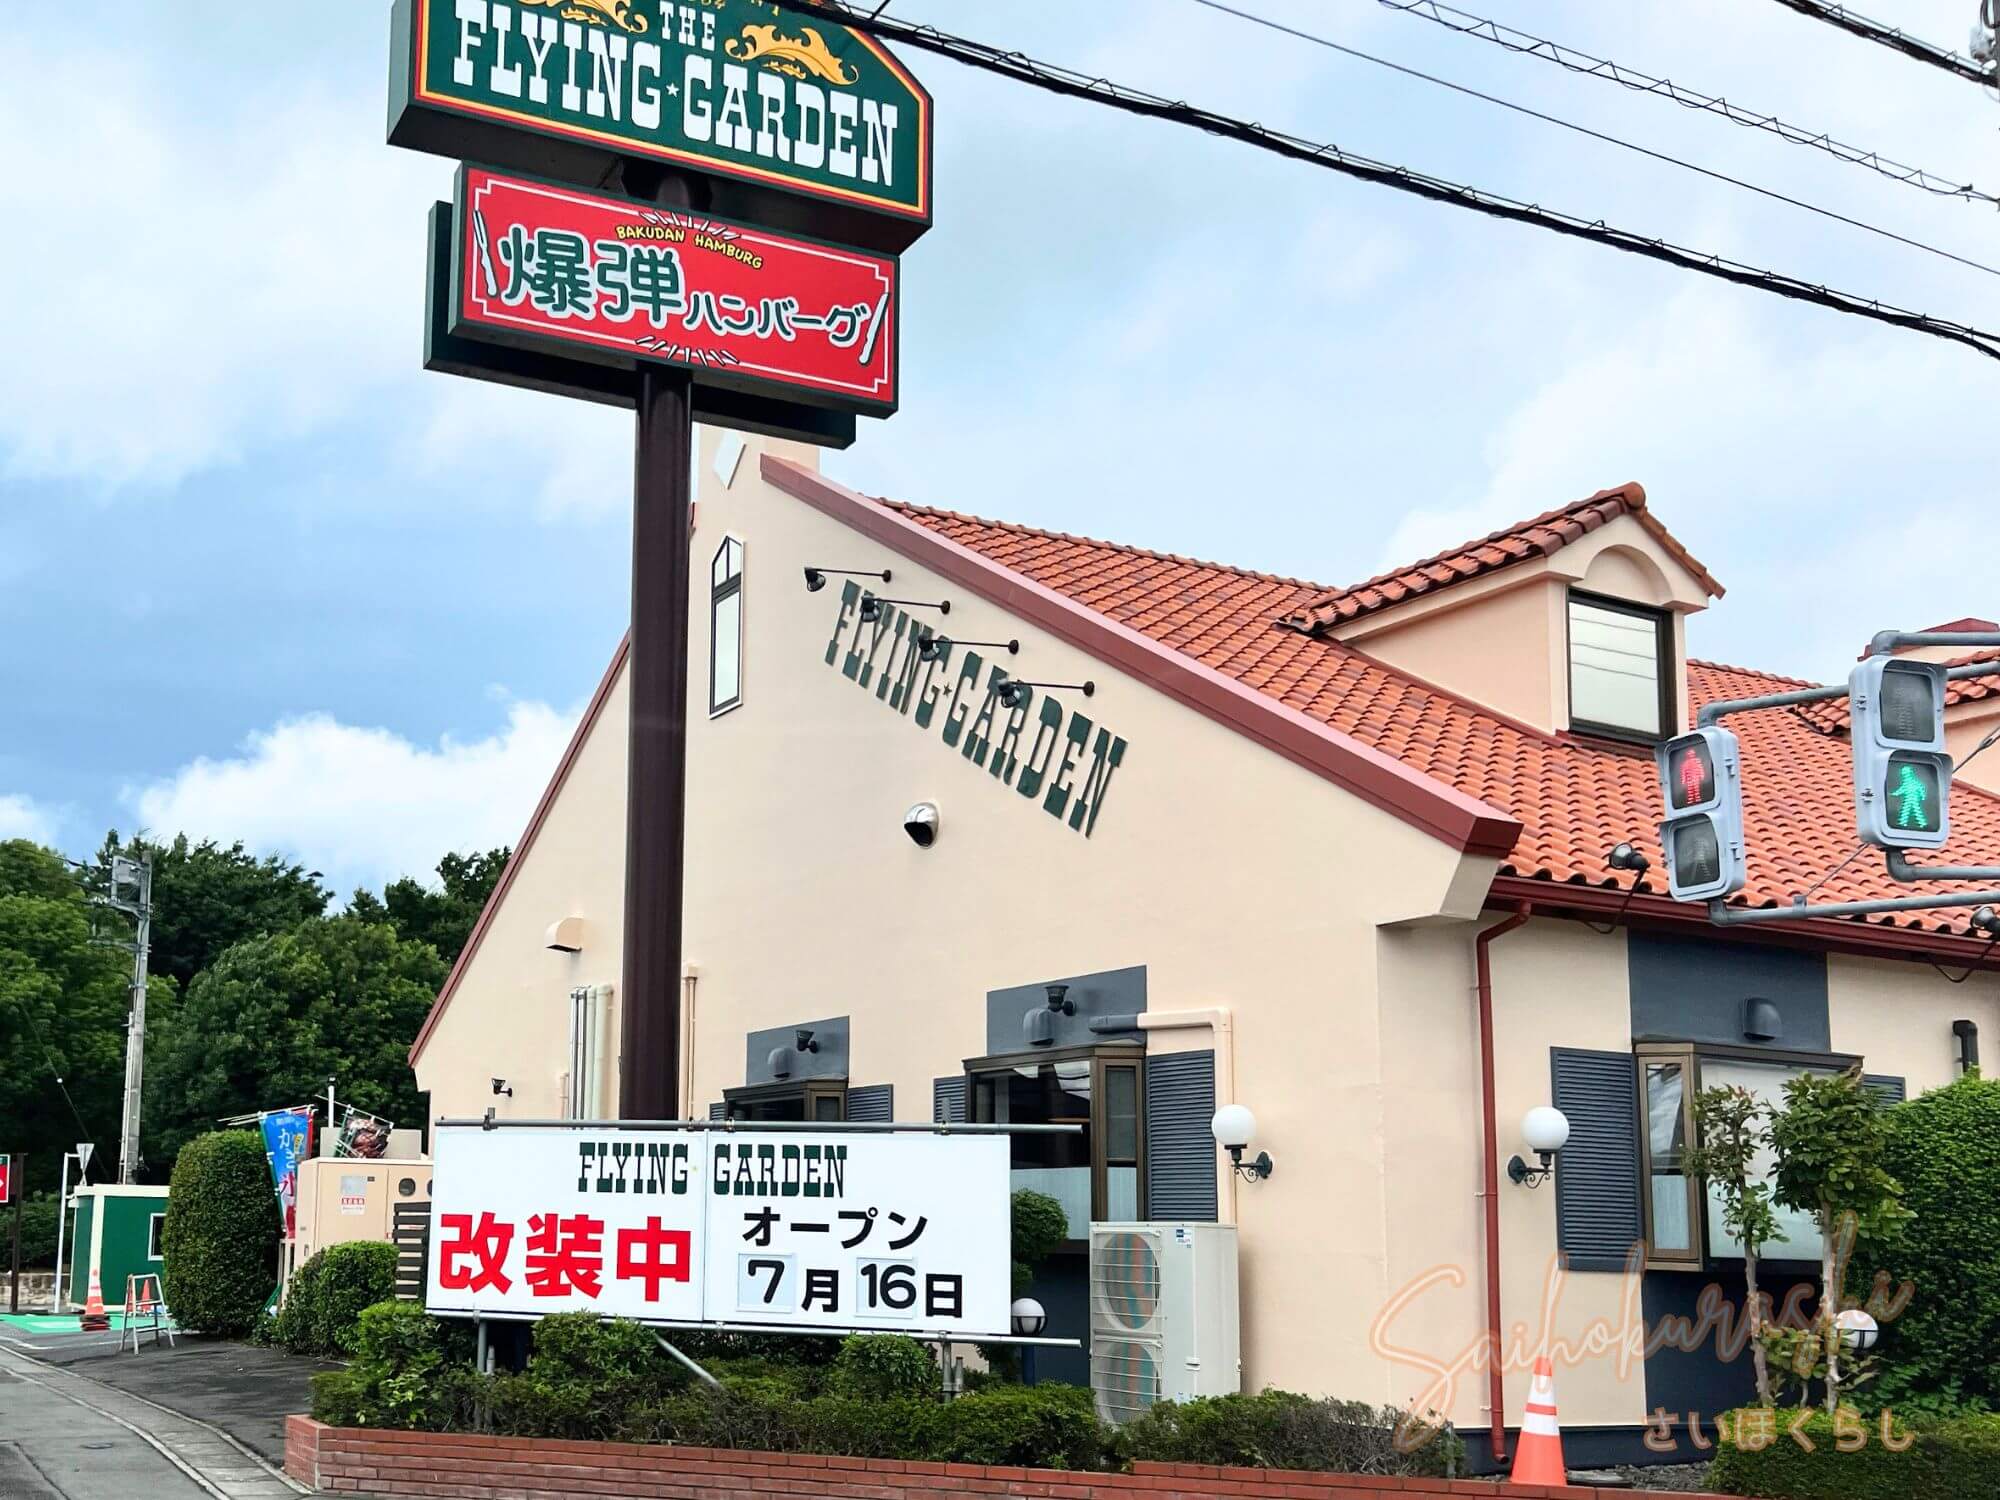 THE
FLYING★GARDEN
BAKUDAN HAMBURG
爆弾ハンバーグ
FLYING★GARDEN
FLYING★GARDEN
改装中
オープン
7月16日
Saihokurashi
さいほくらし